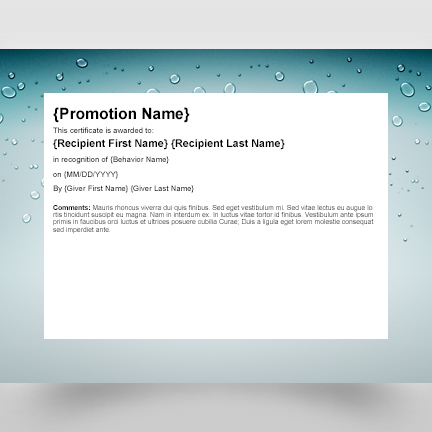 {Promotion Name}
This certificate is awarded to:
{Recipient First Name} {Recipient Last Name}
in recognition of {Behavior Name}
on {MM/DD/YYYY}
By {Giver First Name} {Giver Last Name}
Comments: Mauris rhoncus viverra dui quis finibus. Sed eget vestibulum mi. Sed vitae lectus eu augue lo
rtis tincidunt suscipit eu magna. Nam in interdum ex. In luctus vitae tortor id finibus. Vestibulum ante ipsum
primis in faucibus orci luctus et ultrices posuere cubilia Curae; Duis a ligula eget lorem molestie consequat
sed imperdiet ante.